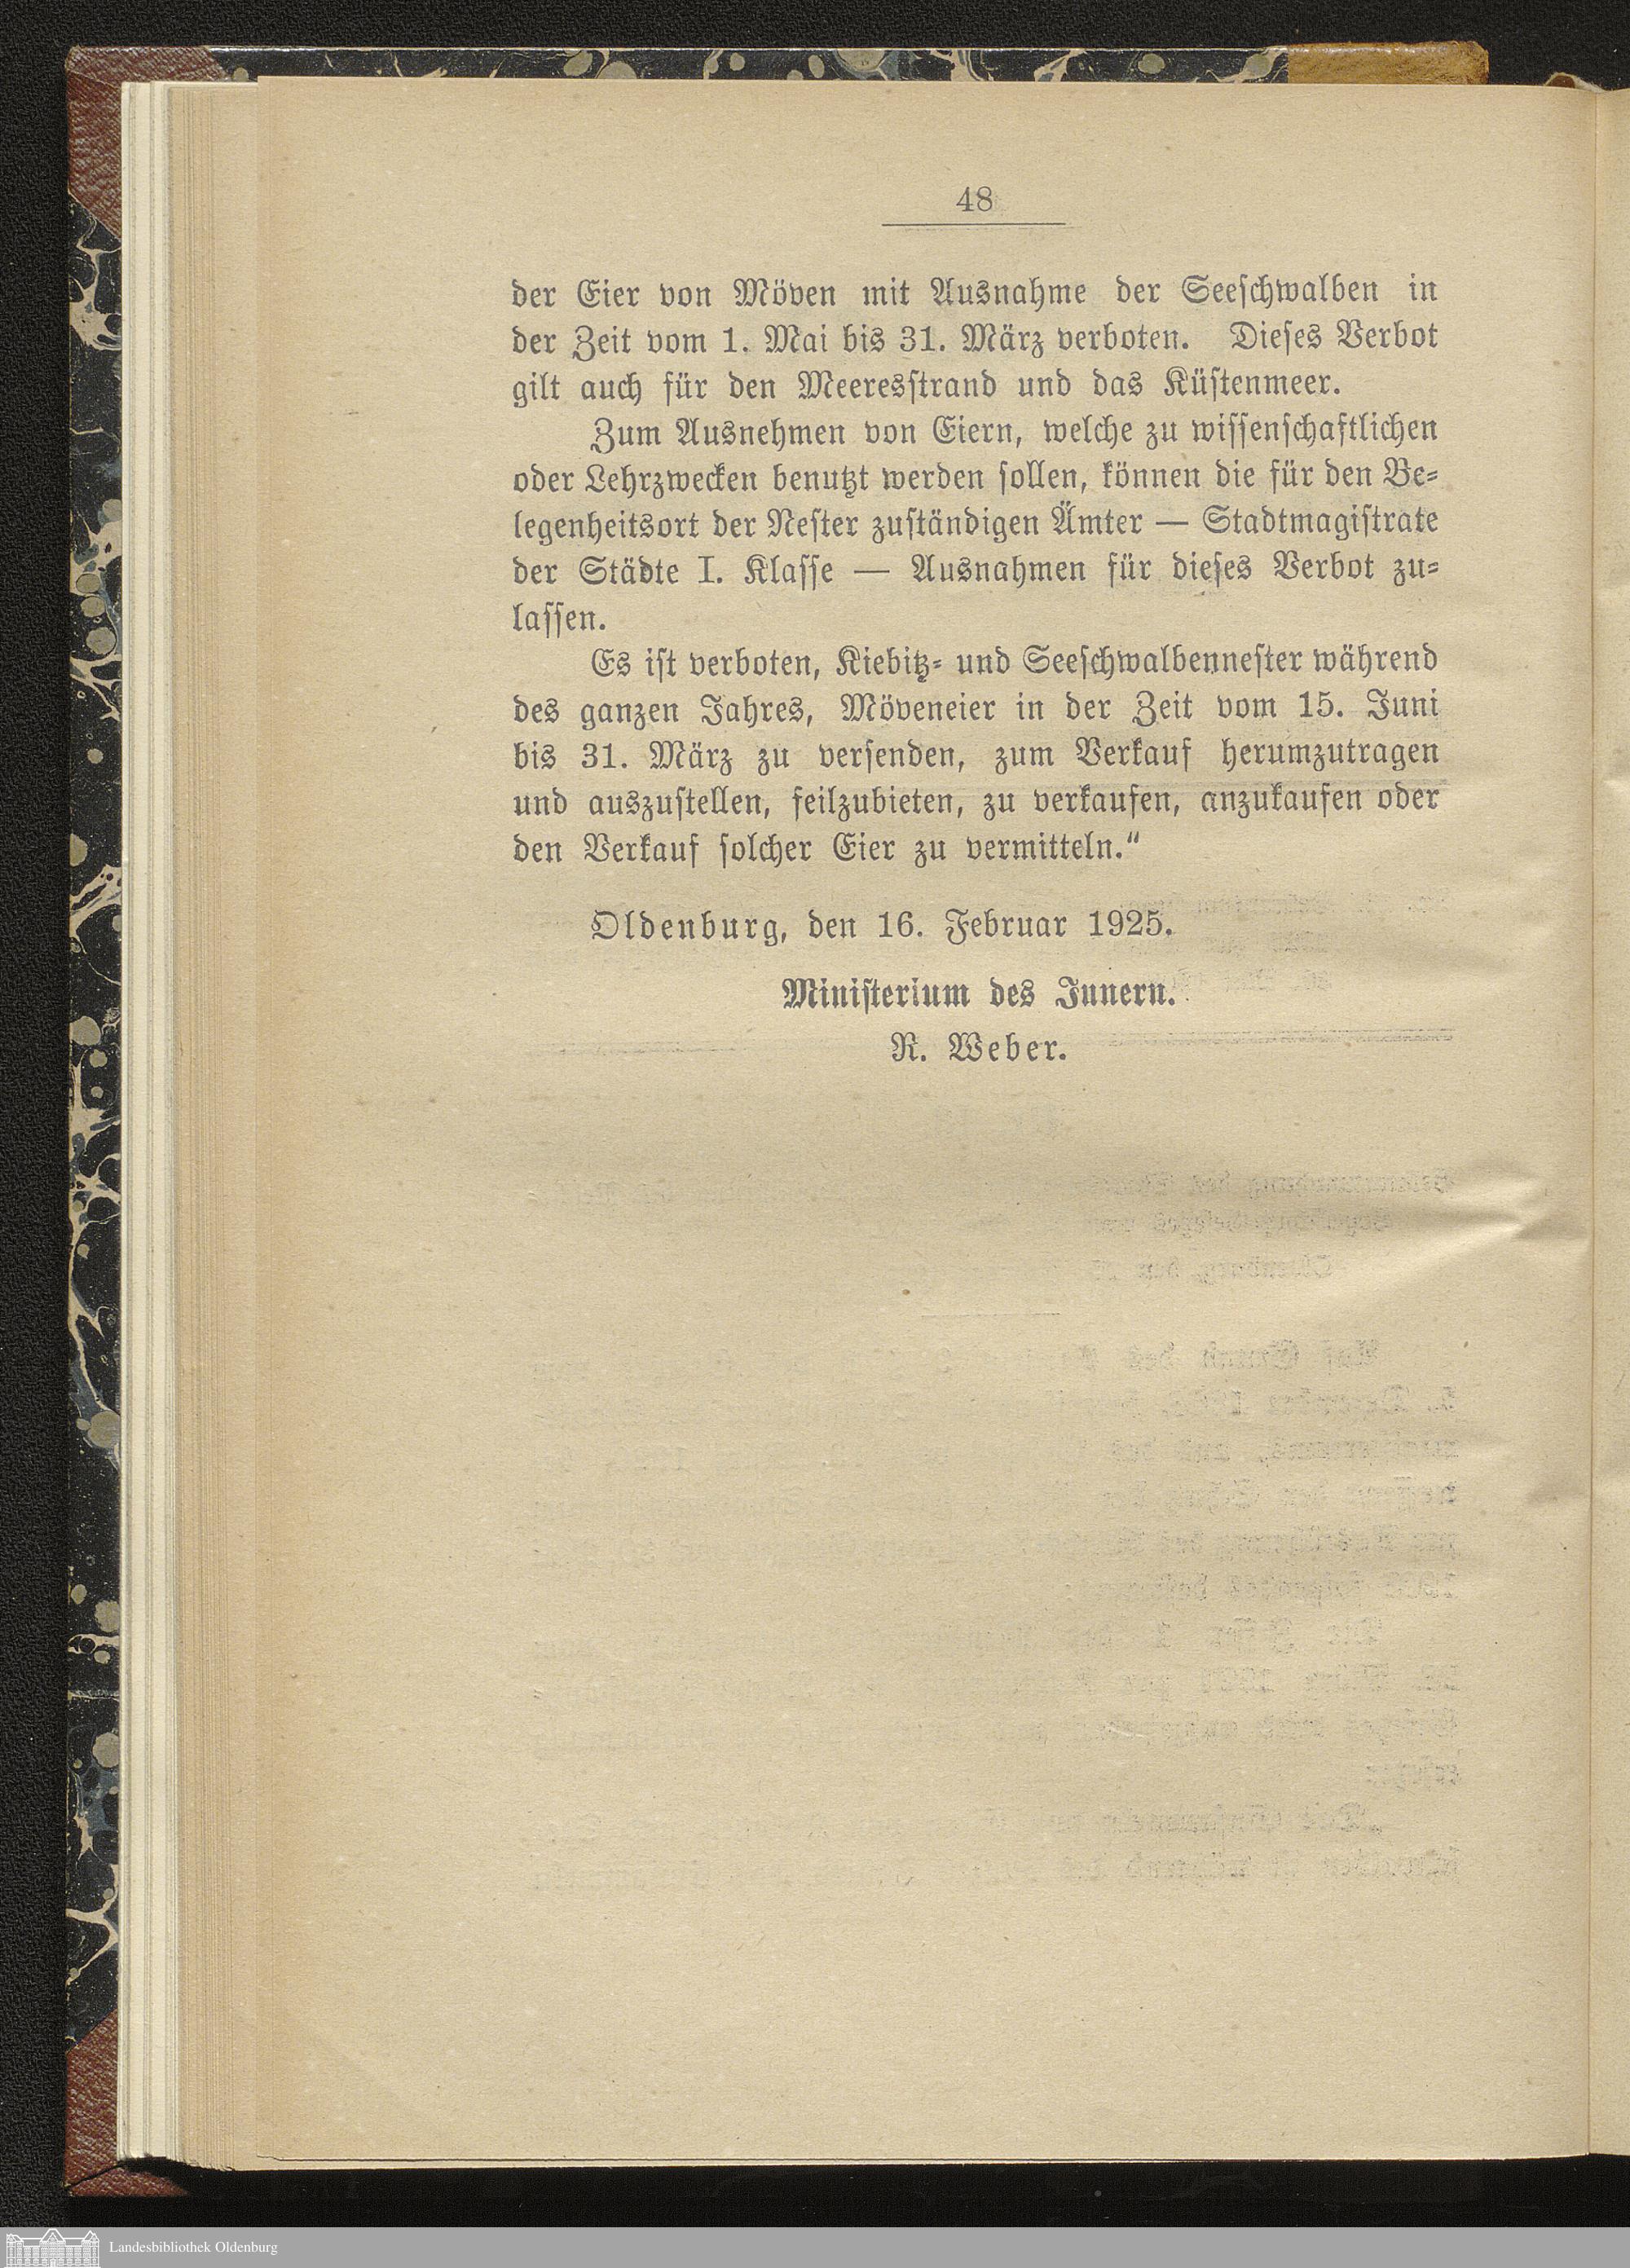 48
der Eier von Möven mit Ausnahme der Seeschwalben in
der Zeit vom 1. Mai bis 31. März verboten. Dieses Verbot
gilt auch für den Meeresstrand und das Küstenmeer.
Zum Ausnehmen von Eiern, welche zu wissenschaftlichen
oder Lehrzwecken benutzt werden sollen, können die für den Be-
legenheitsort der Nester zuständigen Ämter — Stadtmagistrate
der Städte I. Klasse — Ausnahmen für dieses Verbot zu-
lassen.
Es ist verboten, Kiebitz- und Seeschwalbennester während
des ganzen Jahres, Möveneier in der Zeit vom 15. Juni
bis 31. März zu versenden, zum Verkauf herumzutragen
und auszustellen, feilzubieten, zu verkaufen, anzukaufen oder
den Verkauf solcher Eier zu vermitteln.“
Oldenburg, den 16. Februar 1925.
Ministerium des Innern.
R. Weber.
Landesbibliothek Oldenburg